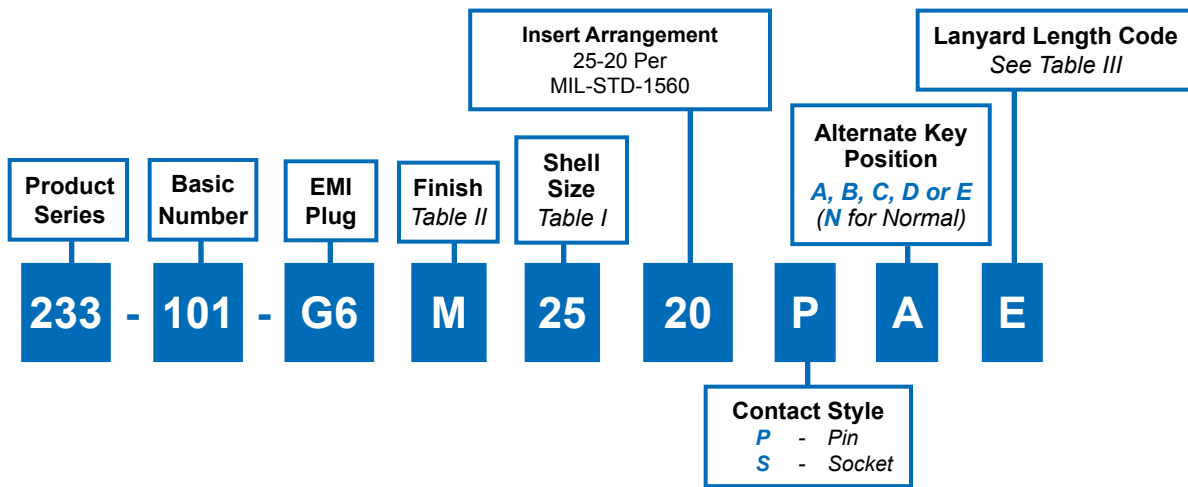 Insert Arrangement
25-20 Per
MIL-STD-1560
Lanyard Length Code
See Table III
Product
Series
Basic
Number
EMI
Plug
Finish
Table II
Shell
Size
Table I
Alternate Key
Position
A, B, C, D or E
(N for Normal)
233 - 101 - G6 M 25 20 P A E
Contact Style
P - Pin
S - Socket